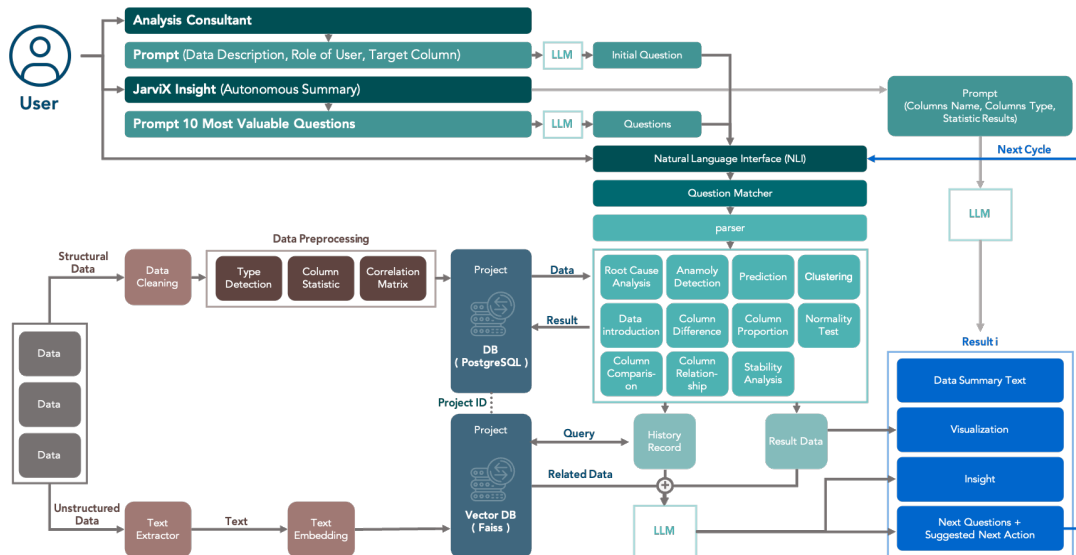 User
Analysis Consultant
Prompt (Data Description, Role of User, Target Column)
LLM
Initial Question
JarviX Insight (Autonomous Summary)
Prompt 10 Most Valuable Questions
LLM
Questions
Prompt
(Columns Name, Columns Type,
Statistic Results)
Natural Language Interface (NLI)
Next Cycle
Question Matcher
LLM
parser
Structural
Data
Data
Cleaning
Data Preprocessing
Type
Detection
Column
Statistic
Correlation
Matrix
Project
DB
( PostgreSQL )
Data
Result
Root Cause
Analysis
Anamoly
Detection
Prediction
Clustering
Data
introduction
Column
Difference
Column
Proportion
Normality
Test
Column
Comparis-
on
Column
Relation-
ship
Stability
Analysis
Data
Data
Data
Project ID
Project
Vector DB
( Faiss )
Query
Related Data
History
Record
Result Data
LLM
Unstructured
Data
Text
Extractor
Text
Text
Embedding
Result i
Data Summary Text
Visualization
Insight
Next Questions +
Suggested Next Action